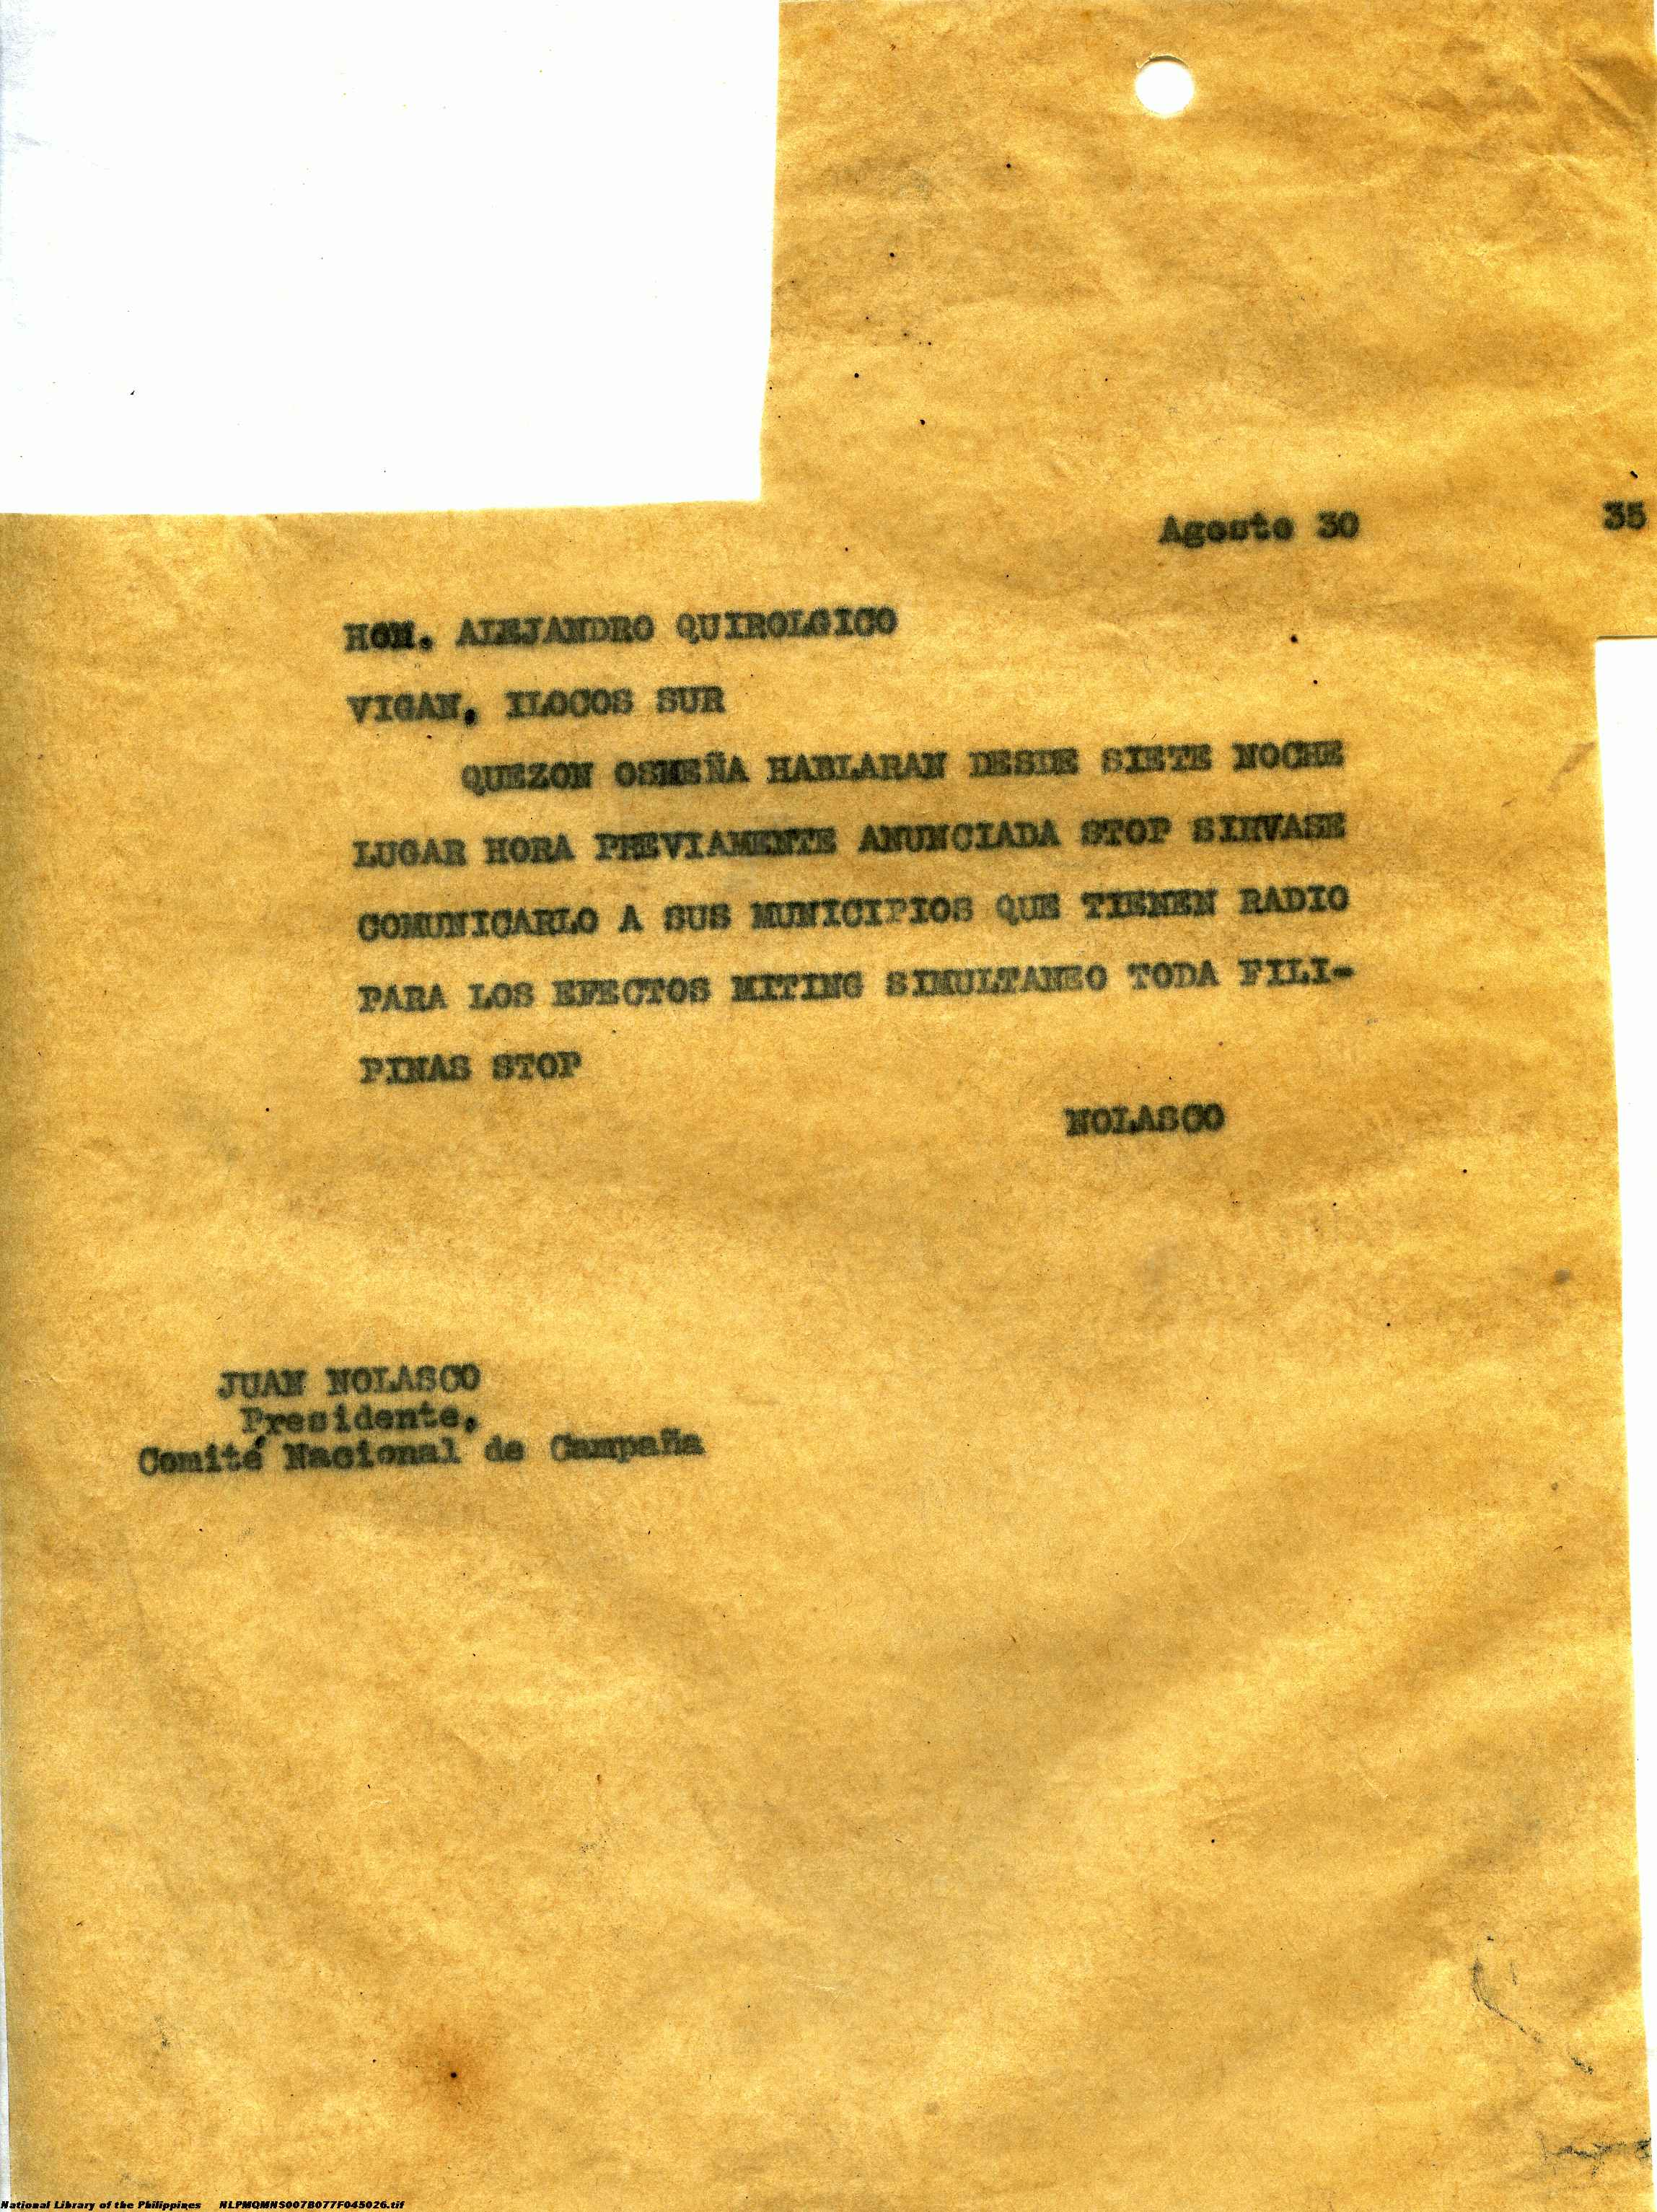 Agosto 30 35
HON. ALEJANDRO QUIROLGICO
VIGAN, ILOCOS SUR
QUEZON OSMEÑA HABLARAN DESDE SIETE NOCHE
LUGAR HORA PREVIAMENTE ANUNCIADA STOP SIRVASE
COMUNICARLO A SUS MUNICIPIOS QUE TIENEN RADIO
PARA LOS EFECTOS MITING SIMULTANEO TODA FILI-
PINAS STOP
NOLASCO
JUAN NOLASCO
Presidente,
Comité Nacional de Campaña
National Library of the Philippines NLPMQMNS007B077F045026.tif